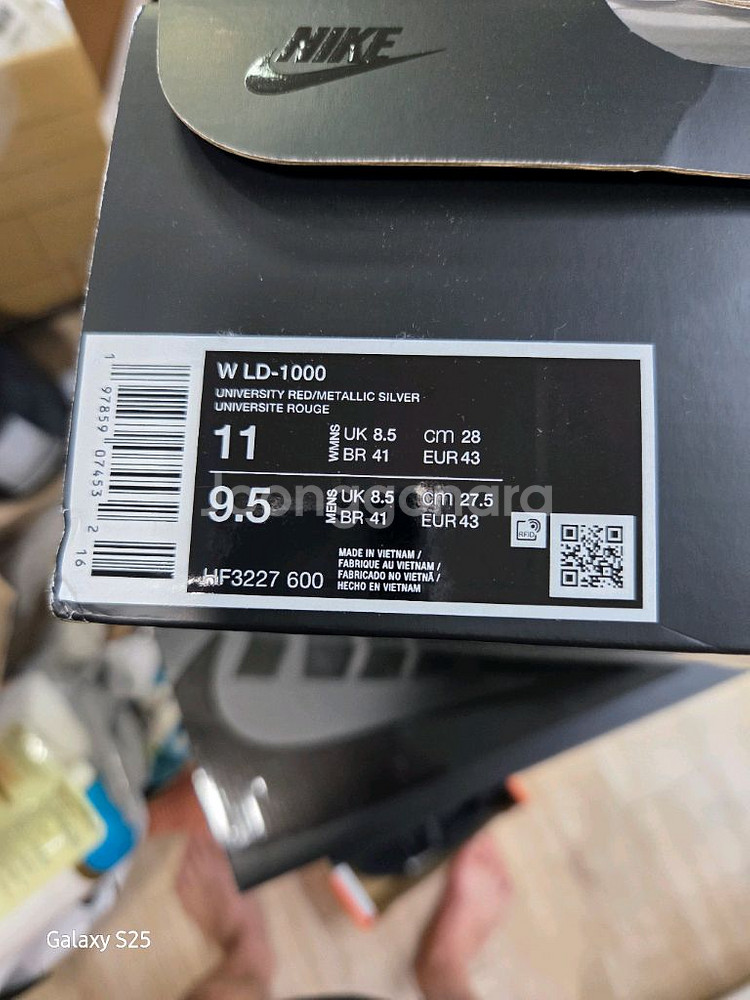 NIKE
W LD-1000
UNIVERSITY RED/METALLIC SILVER
UNIVERSITE ROUGE
11 WMNS UK 8.5 cm 28
BR 41 EUR 43
9.5 MENS UK 8.5 cm 27.5
BR 41 EUR 43
Joonggonara
RFID
HF3227 600
MADE IN VIETNAM /
FABRIQUE AU VIETNAM /
FABRICADO NO VIETNÃ /
HECHO EN VIETNAM
1 97859 07453 2 16
Galaxy S25